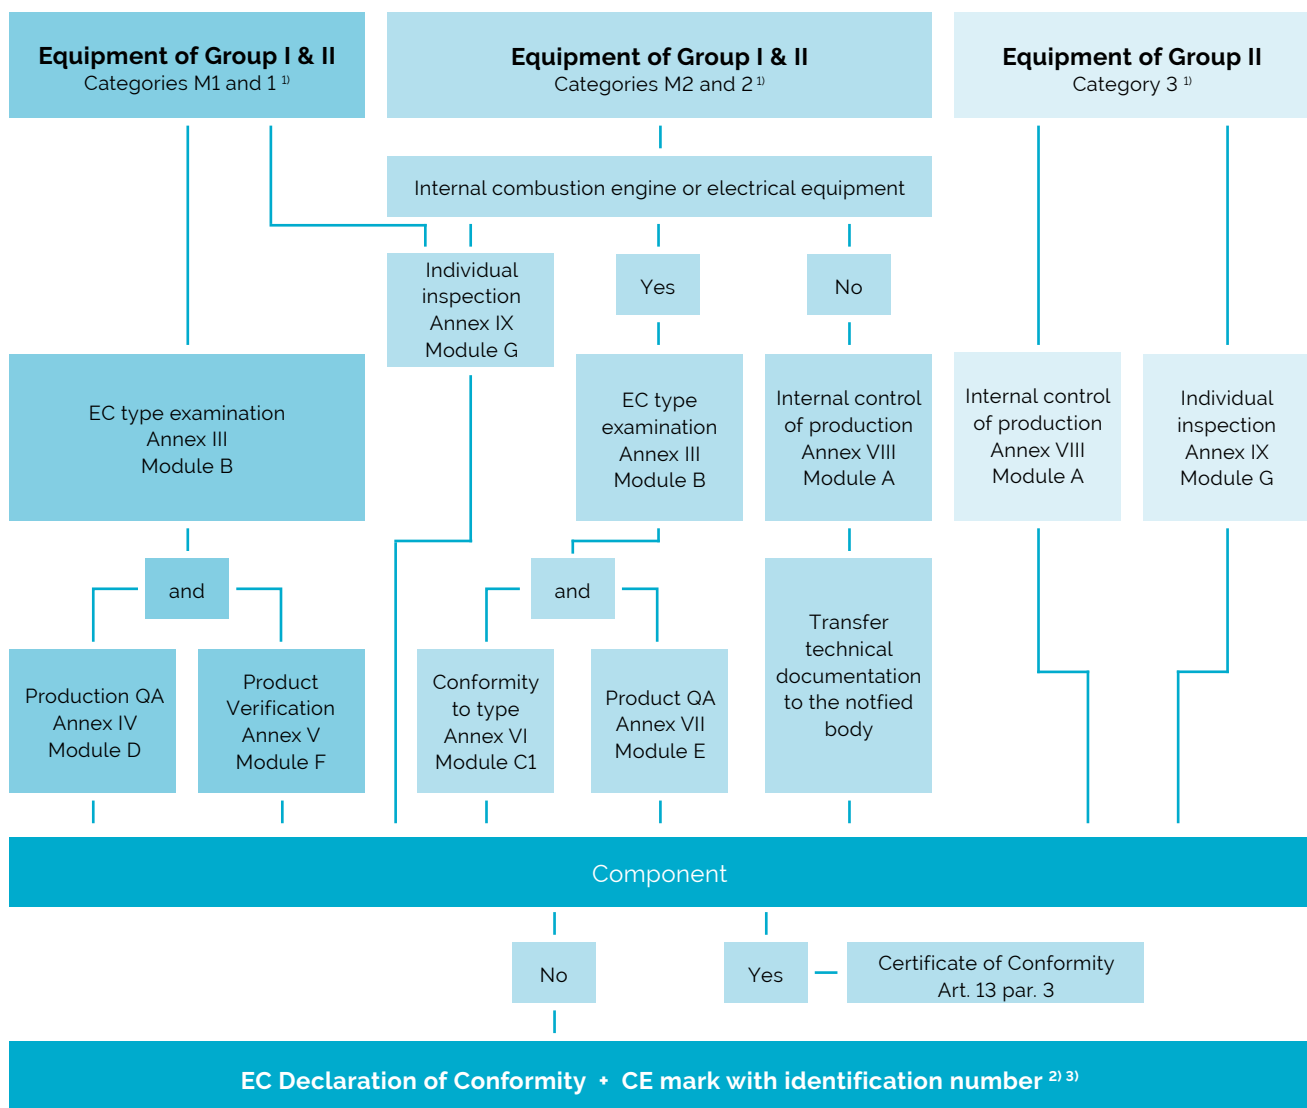 Equipment of Group I & II
Categories M1 and 1 ¹⁾
Equipment of Group I & II
Categories M2 and 2 ¹⁾
Equipment of Group II
Category 3 ¹⁾
Internal combustion engine or electrical equipment
Individual
inspection
Annex IX
Module G
Yes
No
EC type examination
Annex III
Module B
EC type
examination
Annex III
Module B
Internal control
of production
Annex VIII
Module A
Internal control
of production
Annex VIII
Module A
Individual
inspection
Annex IX
Module G
and
and
Production QA
Annex IV
Module D
Product
Verification
Annex V
Module F
Conformity
to type
Annex VI
Module C1
Product QA
Annex VII
Module E
Transfer
technical
documentation
to the notfied
body
Component
No
Yes
Certificate of Conformity
Art. 13 par. 3
EC Declaration of Conformity + CE mark with identification number ²⁾ ³⁾